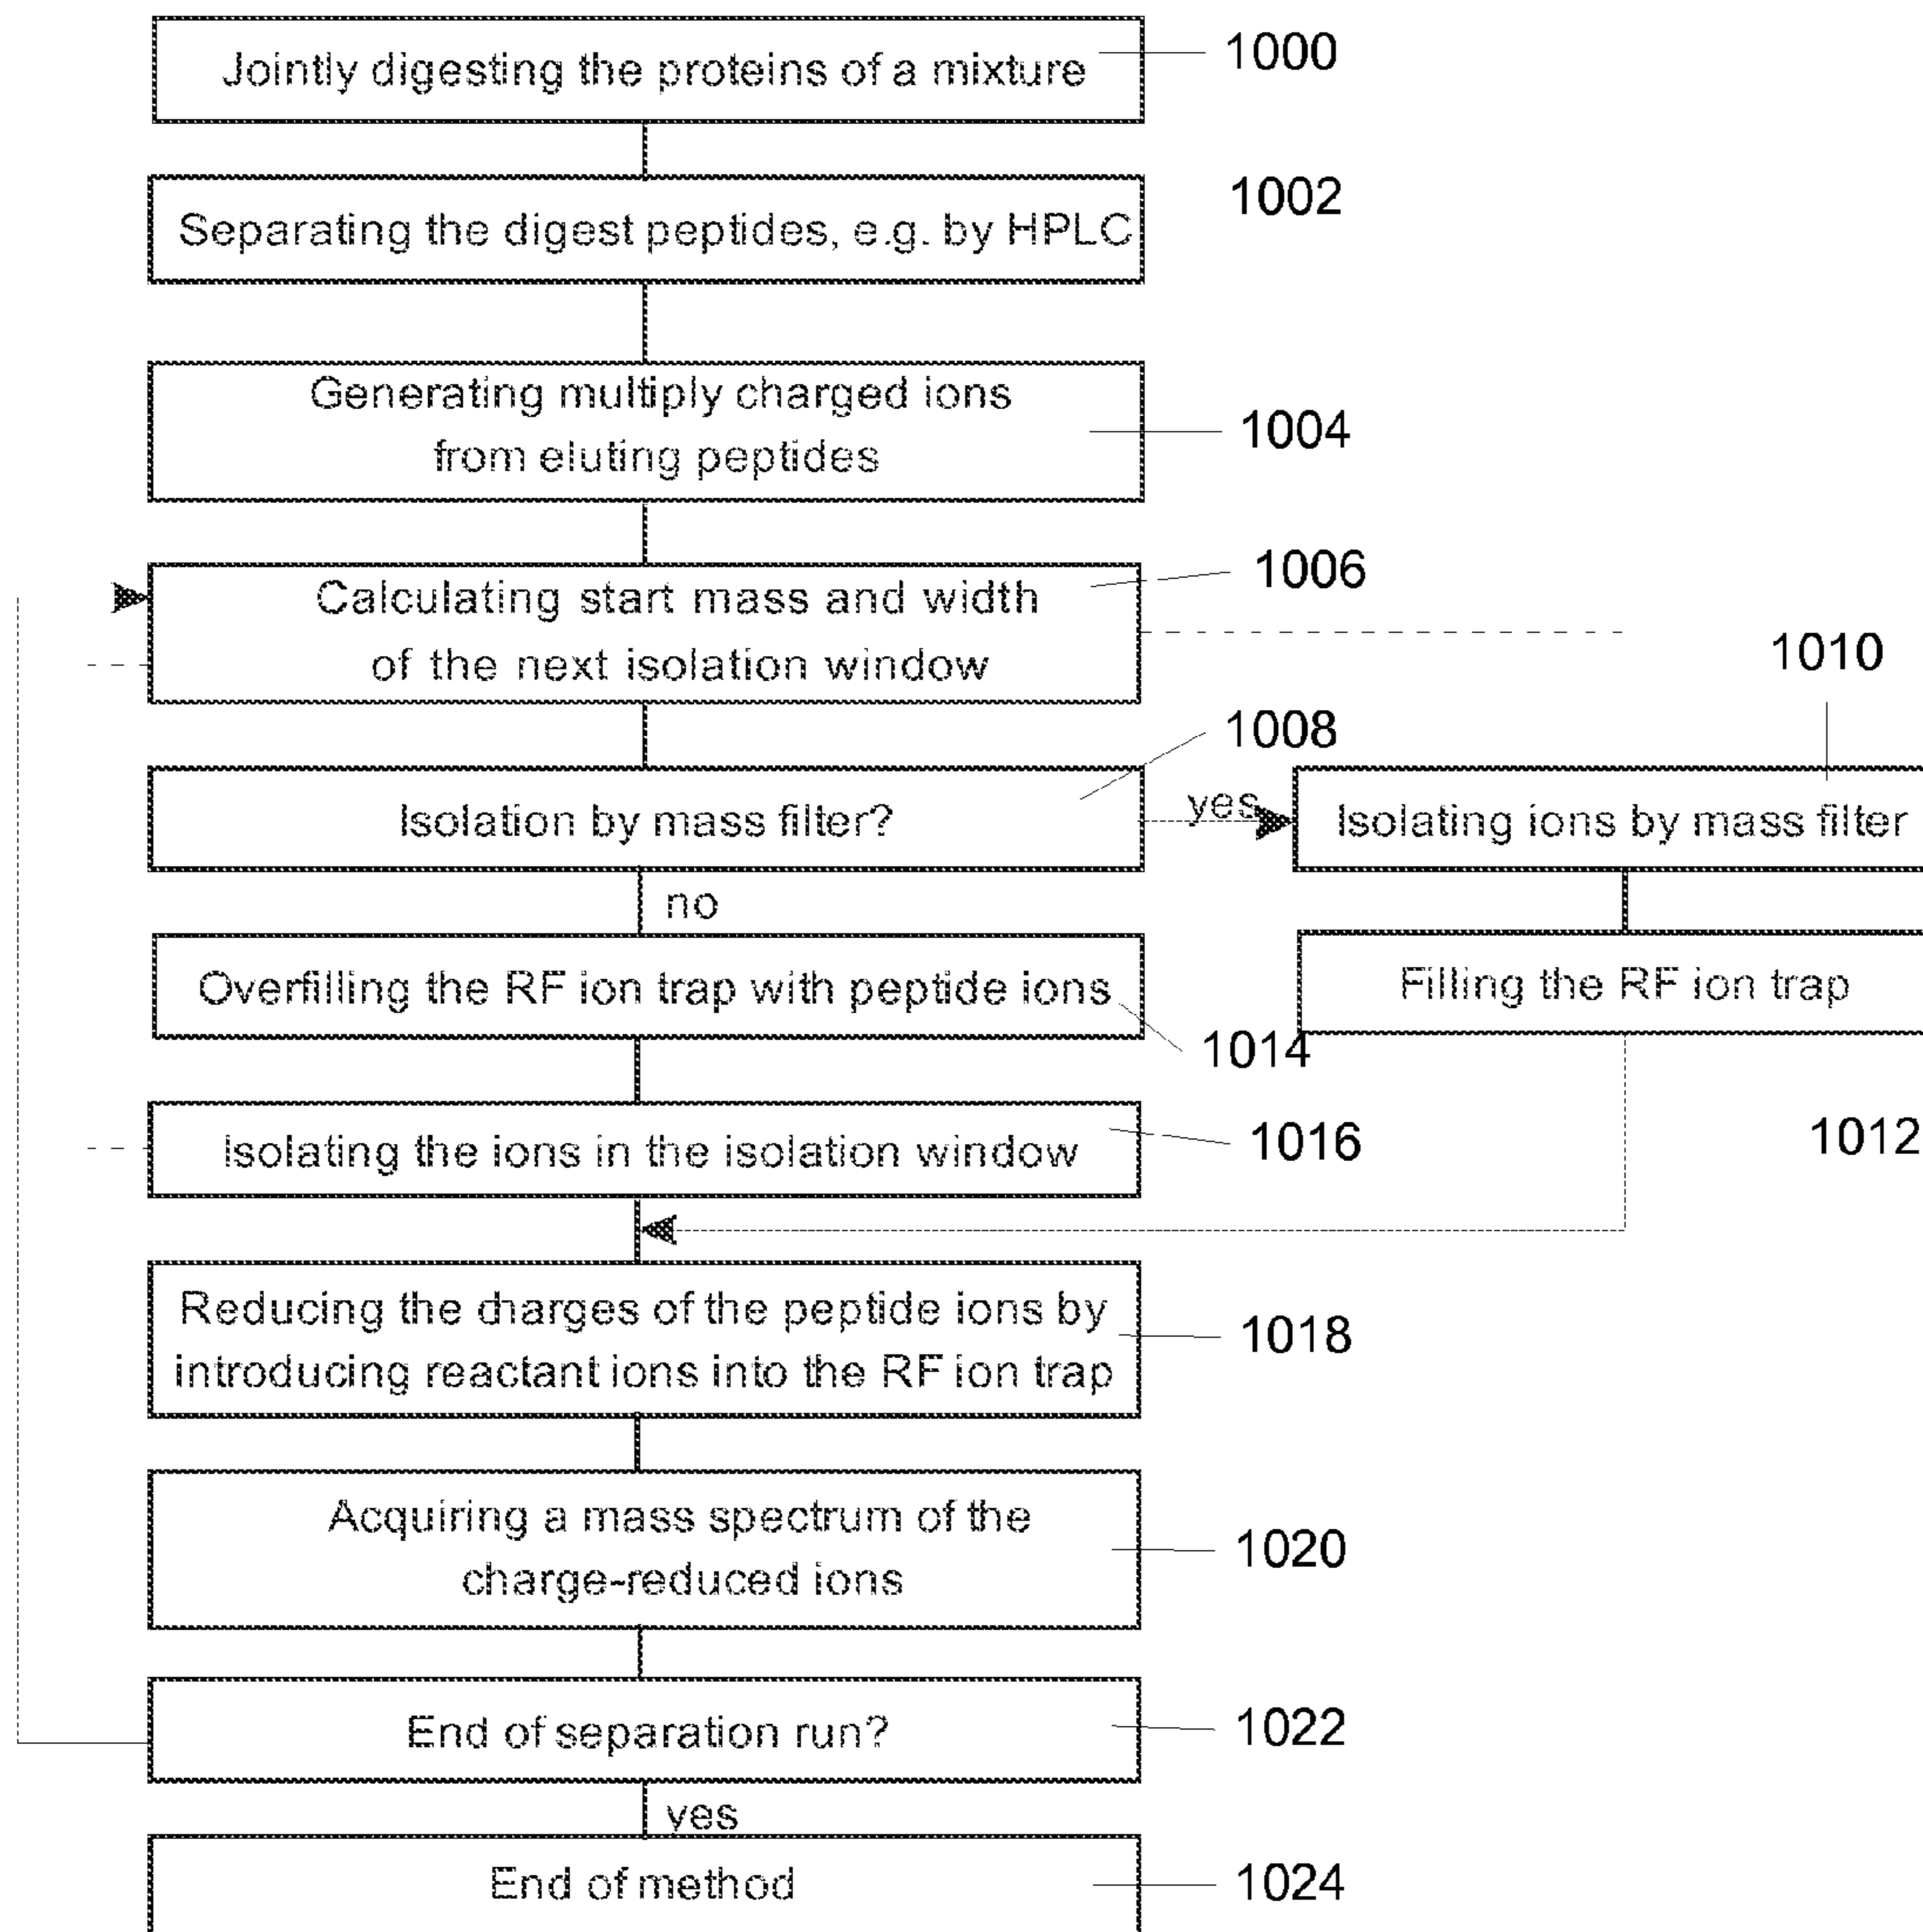 Jointly digesting the proteins of a mixture
1000
Separating the digest peptides, e.g. by HPLC
1002
Generating multiply charged ions
from eluting peptides
1004
Calculating start mass and width
of the next isolation window
1006
Isolation by mass filter?
1008
yes
Isolating ions by mass filter
1010
no
Overfilling the RF ion trap with peptide ions
1014
Filling the RF ion trap
1012
Isolating the ions in the isolation window
1016
Reducing the charges of the peptide ions by
introducing reactant ions into the RF ion trap
1018
Acquiring a mass spectrum of the
charge-reduced ions
1020
End of separation run?
1022
yes
End of method
1024